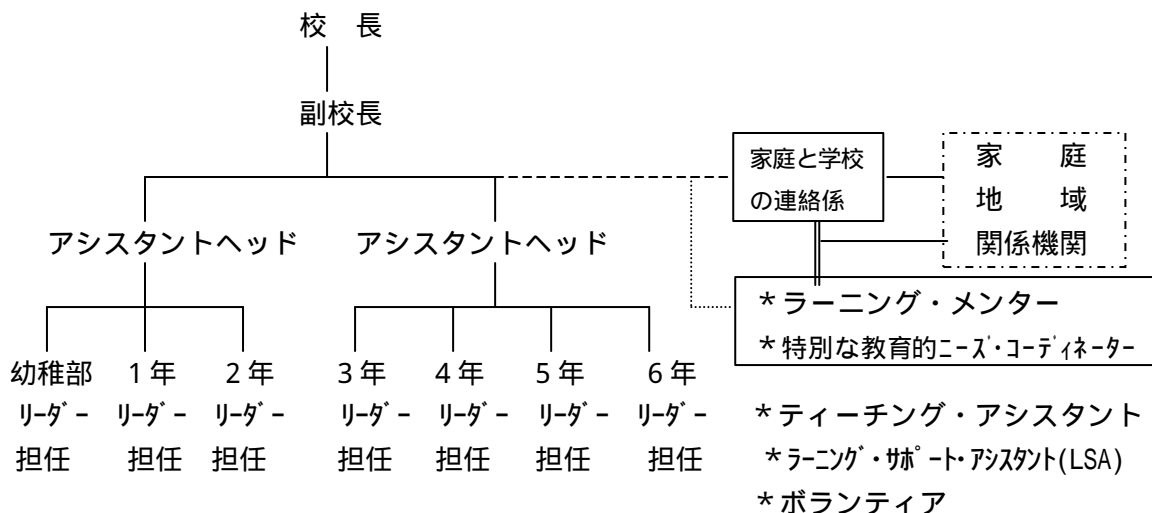 校　長
副校長
家庭と学校
の連絡係
家　　庭
地　　域
関係機関
アシスタントヘッド　　アシスタントヘッド
＊ラーニング・メンター
＊特別な教育的ﾆｰｽﾞ･ｺｰﾃﾞｨﾈｰﾀｰ
幼稚部　1年　2年　3年　4年　5年　6年
ﾘｰﾀﾞｰ　ﾘｰﾀﾞｰ　ﾘｰﾀﾞｰ　ﾘｰﾀﾞｰ　ﾘｰﾀﾞｰ　ﾘｰﾀﾞｰ　ﾘｰﾀﾞｰ
担任　担任　担任　担任　担任　担任　担任
＊ティーチング・アシスタント
＊ﾗｰﾆﾝｸﾞ･ｻﾎﾟｰﾄ･ｱｼｽﾀﾝﾄ(LSA)
＊ボランティア